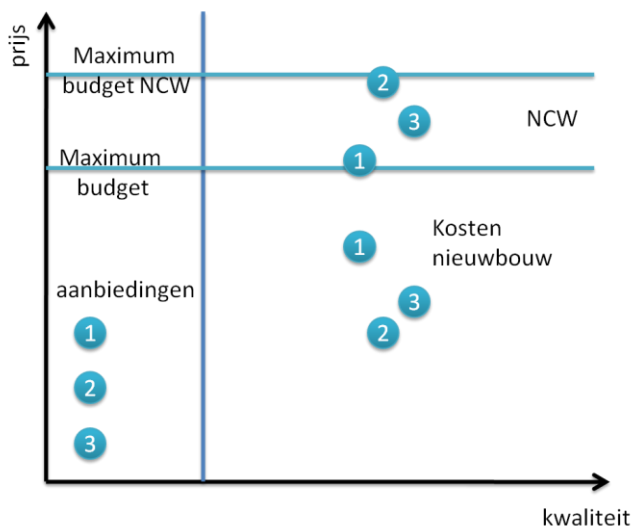 prijs
Maximum
budget NCW
2
3
NCW
Maximum
budget
1
1
Kosten
nieuwbouw
aanbiedingen
3
1
2
2
3
kwaliteit